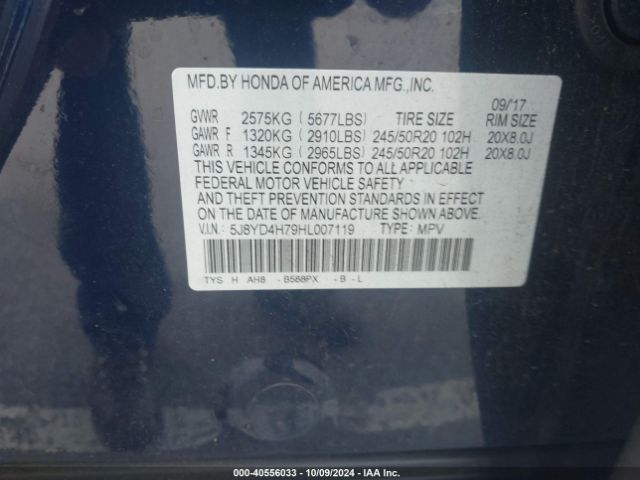 MFD.BY HONDA OF AMERICA MFG.,INC.
09/17
GVWR 2575KG ( 5677LBS) TIRE SIZE RIM SIZE
GAWR F 1320KG ( 2910LBS) 245/50R20 102H 20X8.0J
GAWR R 1345KG ( 2965LBS) 245/50R20 102H 20X8.0J
THIS VEHICLE CONFORMS TO ALL APPLICABLE
FEDERAL MOTOR VEHICLE SAFETY
AND THEFT PREVENTION STANDARDS IN EFFECT
ON THE DATE OF MANUFACTURE SHOWN ABOVE.
V.I.N : 5J8YD4H79HL007119 TYPE: MPV
TYS H AH8 - B588PX - B - L
000-40556033 - 10/09/2024 - IAA Inc.